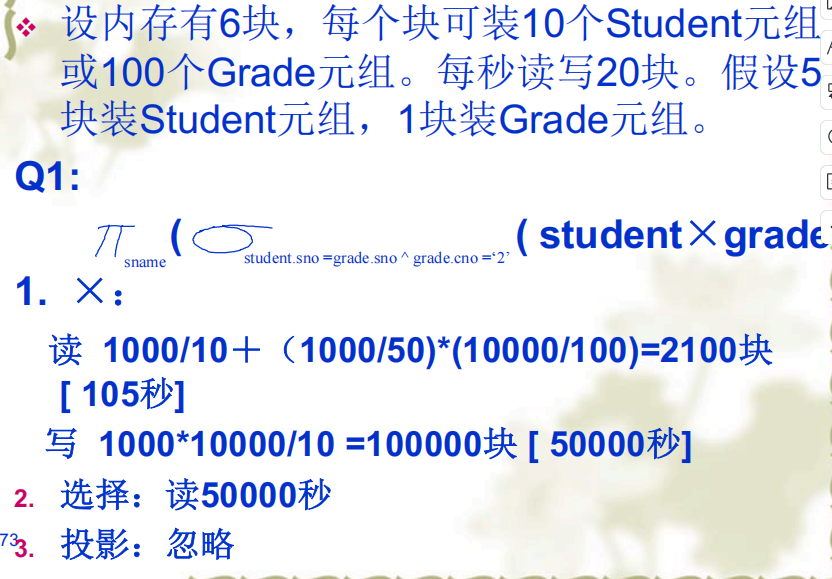 设内存有6块，每个块可装10个Student元组
或100个Grade元组。每秒读写20块。假设5
块装Student元组，1块装Grade元组。
Q1:
π sname ( σ student.sno =grade.sno ^ grade.cno =‘2’ ( student×grade
1. ×：
读 1000/10＋（1000/50)*(10000/100)=2100块
[ 105秒]
写 1000*10000/10 =100000块 [ 50000秒]
2. 选择：读50000秒
73
3. 投影：忽略